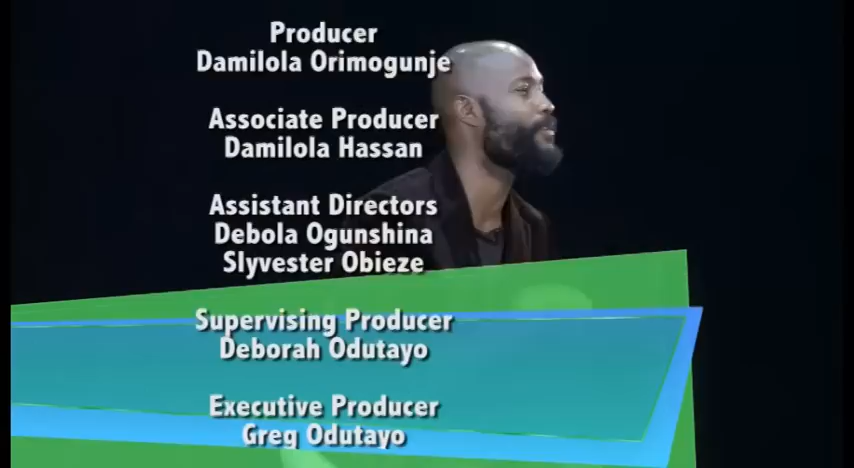 Producer
Damilola Orimogunje
Associate Producer
Damilola Hassan
Assistant Directors
Debola Ogunshina
Slyvester Obieze
Supervising Producer
Deborah Odutayo
Executive Producer
Greg Odutayo